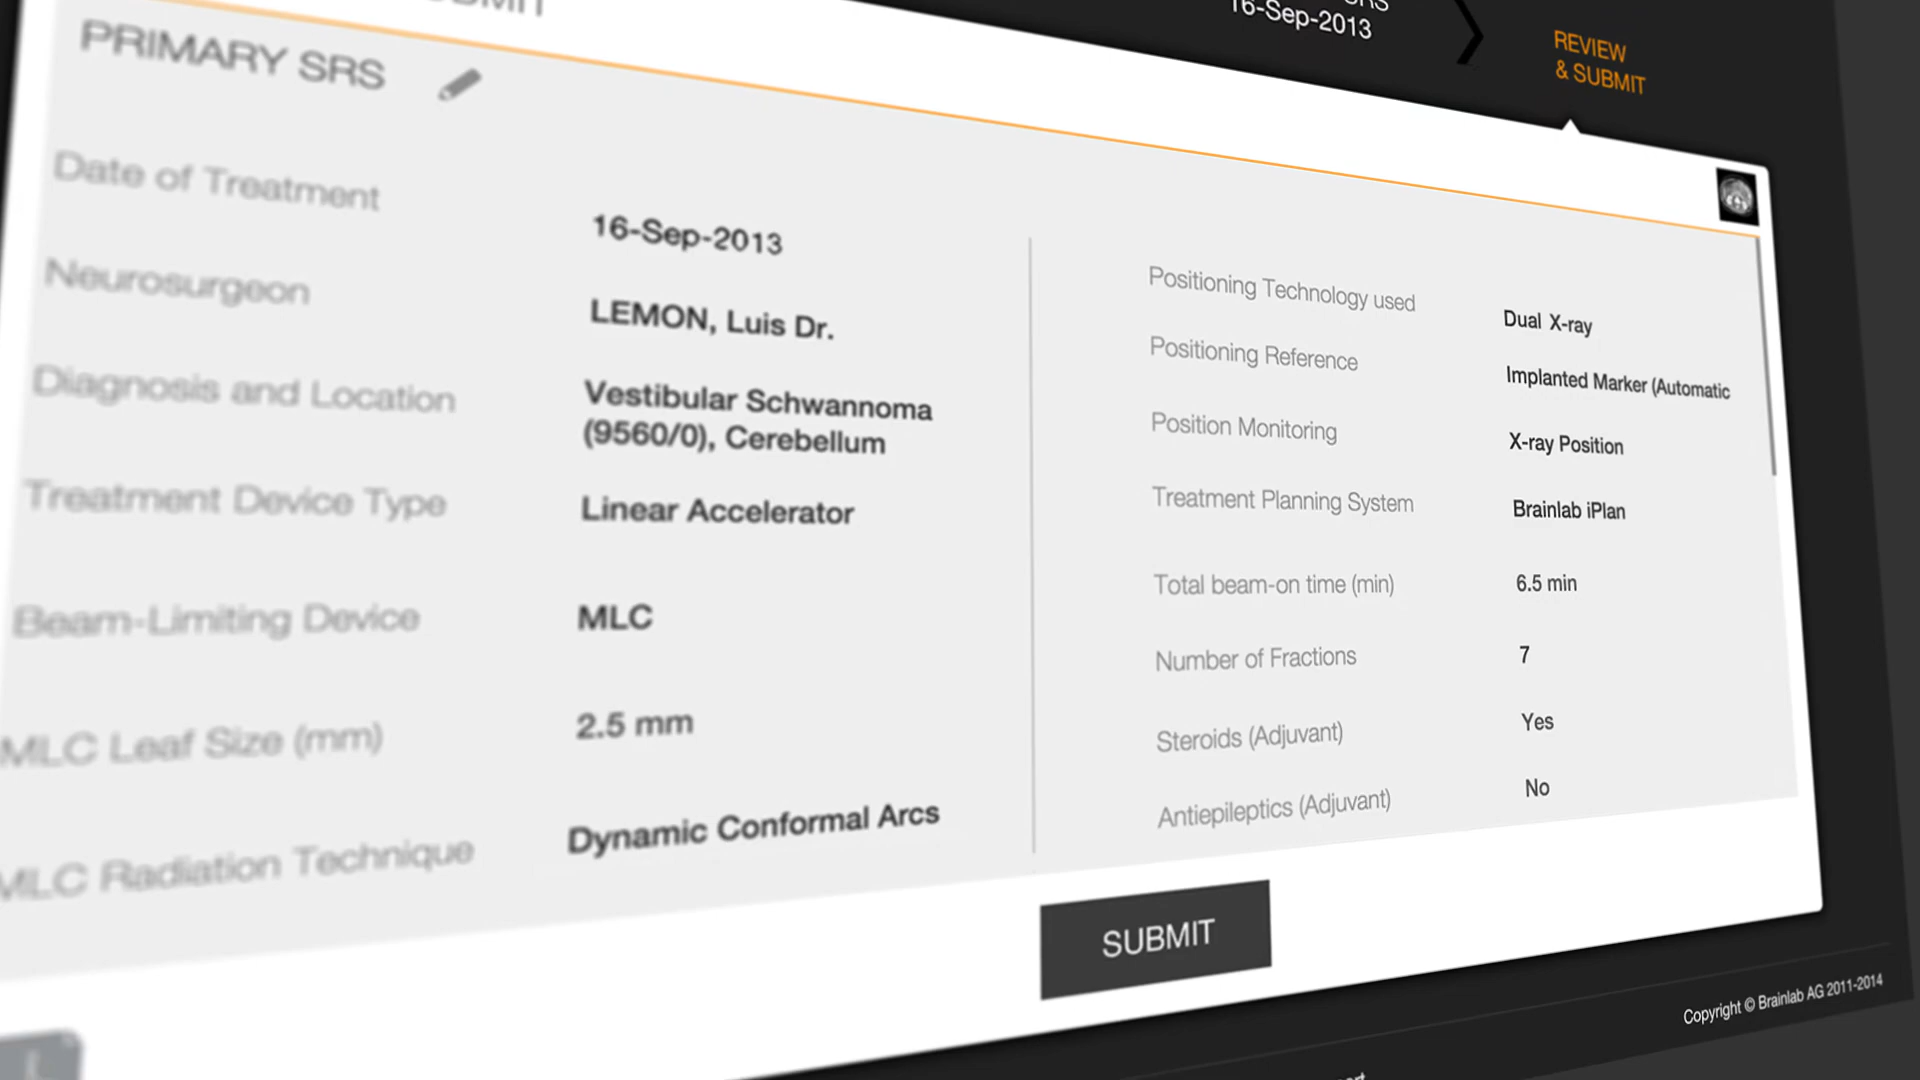 SUBMIT
16-Sep-2013
REVIEW
& SUBMIT
PRIMARY SRS
Date of Treatment
16-Sep-2013
Neurosurgeon
LEMON, Luis Dr.
Diagnosis and Location
Vestibular Schwannoma
(9560/0), Cerebellum
Treatment Device Type
Linear Accelerator
Beam-Limiting Device
MLC
MLC Leaf Size (mm)
2.5 mm
MLC Radiation Technique
Dynamic Conformal Arcs
Positioning Technology used
Dual X-ray
Positioning Reference
Implanted Marker (Automatic
Position Monitoring
X-ray Position
Treatment Planning System
Brainlab iPlan
Total beam-on time (min)
6.5 min
Number of Fractions
7
Steroids (Adjuvant)
Yes
Antiepileptics (Adjuvant)
No
SUBMIT
Copyright © Brainlab AG 2011-2014